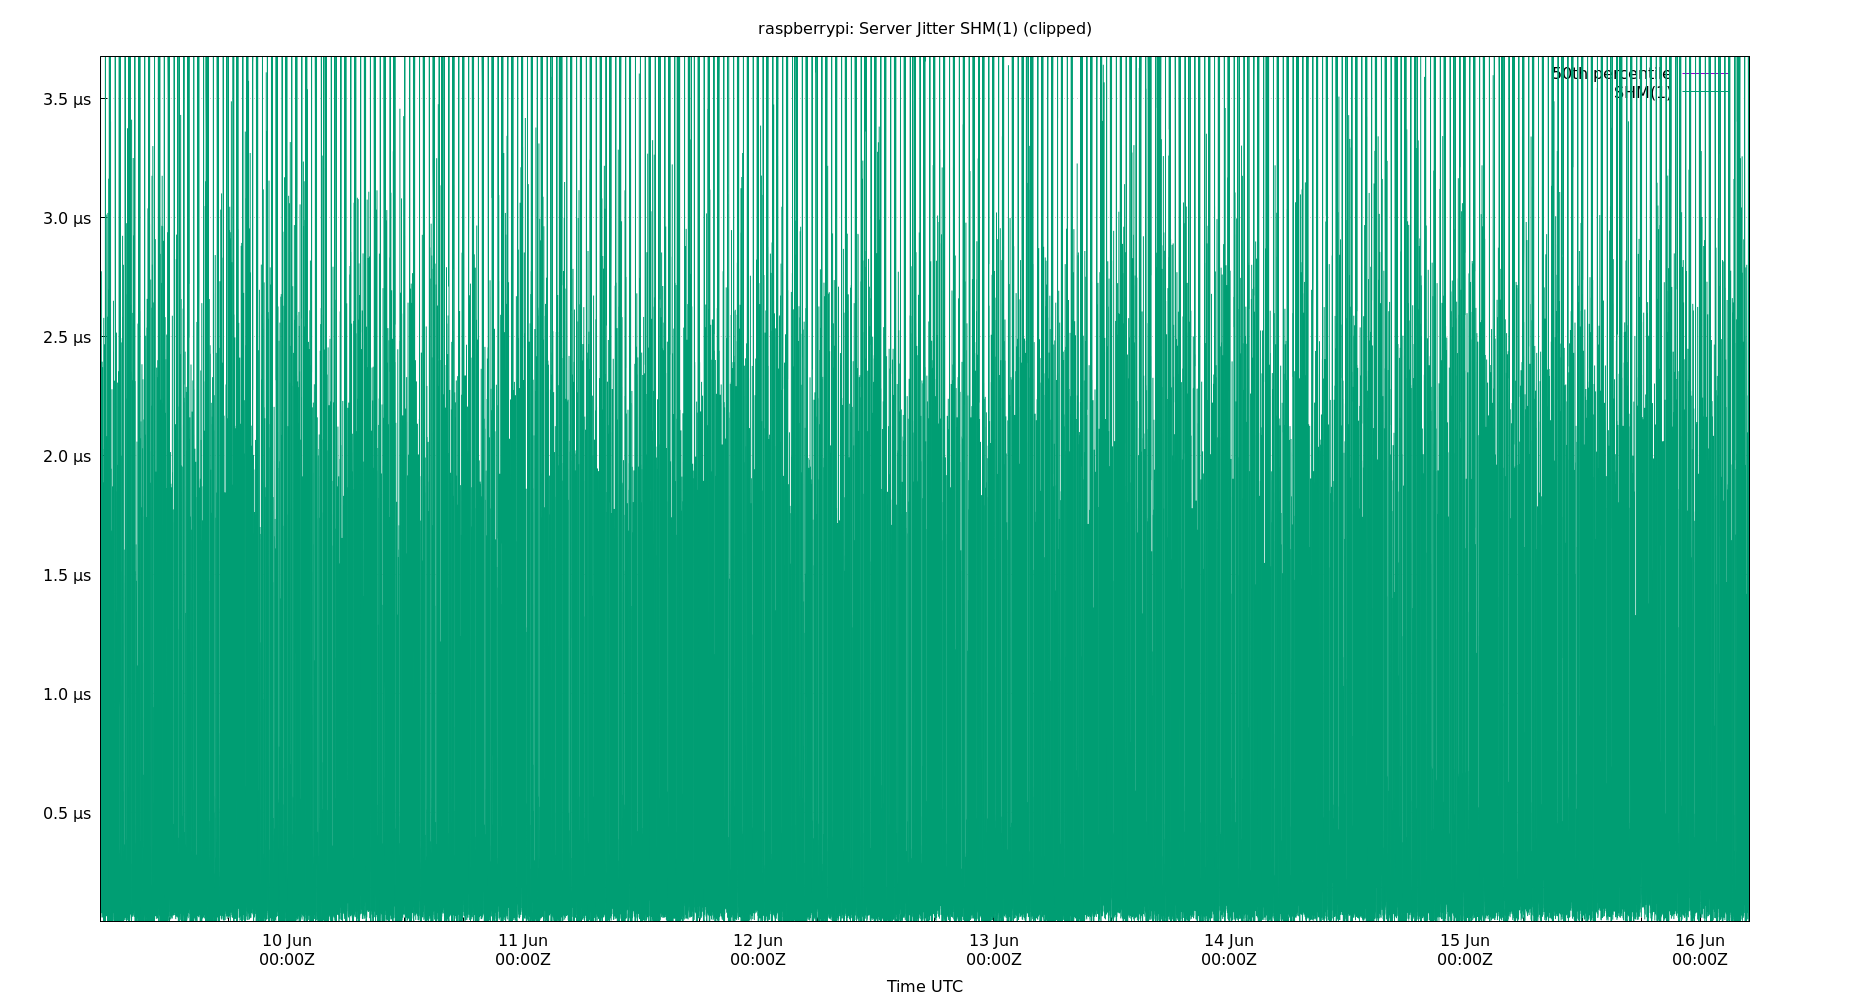 raspberrypi: Server Jitter SHM(1) (clipped)
50th percentile
SHM(1)
3.5 μs
3.0 μs
2.5 μs
2.0 μs
1.5 μs
1.0 μs
0.5 μs
10 Jun 11 Jun 12 Jun 13 Jun 14 Jun 15 Jun 16 Jun
00:00Z 00:00Z 00:00Z 00:00Z 00:00Z 00:00Z 00:00Z
Time UTC